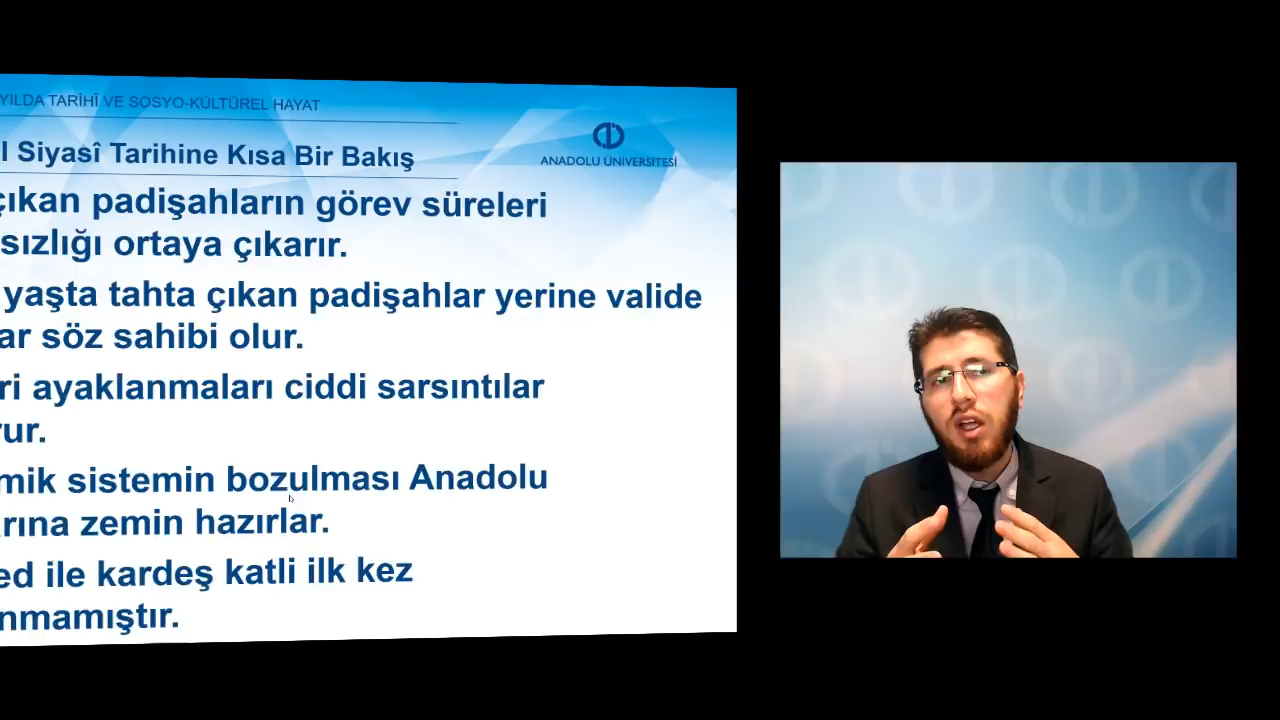 YILDA TARİHÎ VE SOSYO-KÜLTÜREL HAYAT
ANADOLU ÜNİVERSİTESİ
l Siyasî Tarihine Kısa Bir Bakış
çıkan padişahların görev süreleri
sızlığı ortaya çıkarır.
yaşta tahta çıkan padişahlar yerine valide
ar söz sahibi olur.
ri ayaklanmaları ciddi sarsıntılar
rur.
mik sistemin bozulması Anadolu
arına zemin hazırlar.
ed ile kardeş katli ilk kez
nmamıştır.